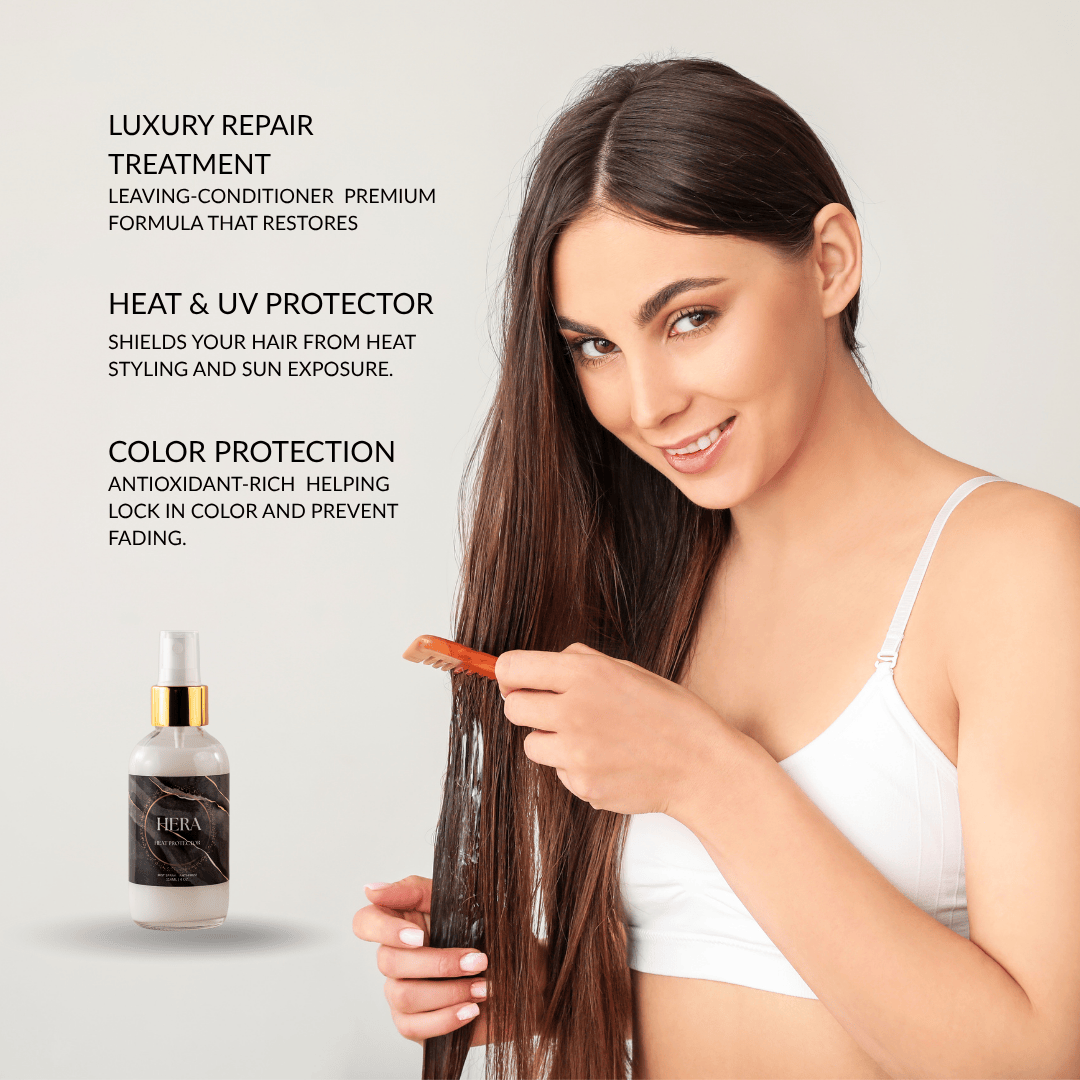 LUXURY REPAIR
TREATMENT
LEAVING-CONDITIONER PREMIUM
FORMULA THAT RESTORES
HEAT & UV PROTECTOR
SHIELDS YOUR HAIR FROM HEAT
STYLING AND SUN EXPOSURE.
COLOR PROTECTION
ANTIOXIDANT-RICH HELPING
LOCK IN COLOR AND PREVENT
FADING.
HERA
HEAT PROTECTOR